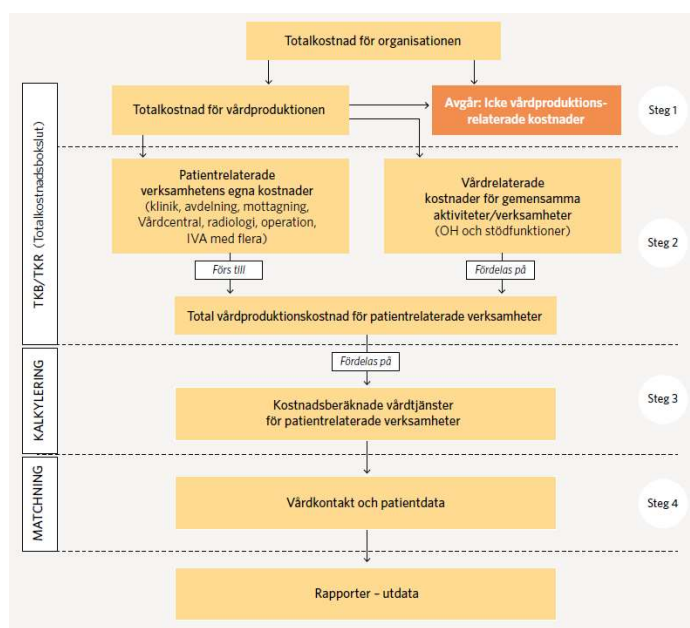 Totalkostnad för organisationen
Totalkostnad för vårdproduktionen
Avgår: Icke vårdproduktions-
relaterade kostnader
Steg 1
TKB/TKR (Totalkostnadsbokslut)
Patientrelaterade
verksamhetens egna kostnader
(klinik, avdelning, mottagning,
Vårdcentral, radiologi, operation,
IVA med flera)
Vårdrelaterade
kostnader för gemensamma
aktiviteter/verksamheter
(OH och stödfunktioner)
Steg 2
Förs till
Fördelas på
Total vårdproduktionskostnad för patientrelaterade verksamheter
Fördelas på
KALKYLERING
Kostnadsberäknade vårdtjänster
för patientrelaterade verksamheter
Steg 3
MATCHNING
Vårdkontakt och patientdata
Steg 4
Rapporter – utdata